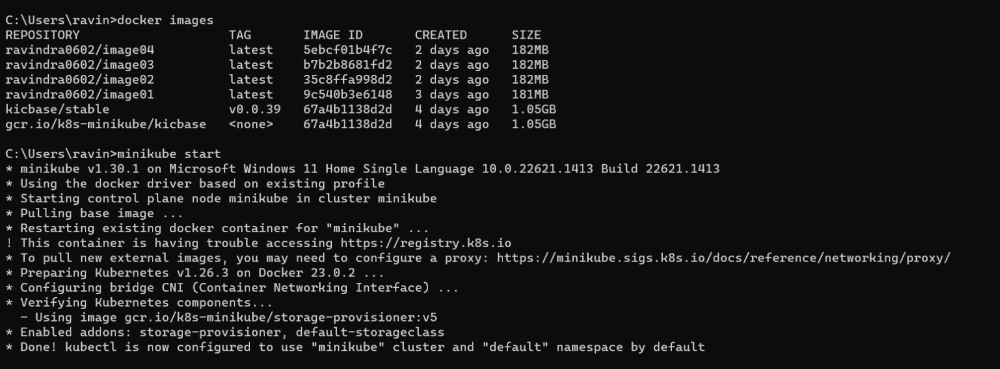 C:\Users\ravin>docker images
REPOSITORY                    TAG       IMAGE ID       CREATED      SIZE
ravindra0602/image04          latest    5ebcf01b4f7c   2 days ago   182MB
ravindra0602/image03          latest    b7b2b8681fd2   2 days ago   182MB
ravindra0602/image02          latest    35c8ffa998d2   2 days ago   182MB
ravindra0602/image01          latest    9c540b3e6148   3 days ago   181MB
kicbase/stable                v0.0.39   67a4b1138d2d   4 days ago   1.05GB
gcr.io/k8s-minikube/kicbase   <none>    67a4b1138d2d   4 days ago   1.05GB
C:\Users\ravin>minikube start
* minikube v1.30.1 on Microsoft Windows 11 Home Single Language 10.0.22621.1413 Build 22621.1413
* Using the docker driver based on existing profile
* Starting control plane node minikube in cluster minikube
* Pulling base image ...
* Restarting existing docker container for "minikube" ...
! This container is having trouble accessing https://registry.k8s.io
* To pull new external images, you may need to configure a proxy: https://minikube.sigs.k8s.io/docs/reference/networking/proxy/
* Preparing Kubernetes v1.26.3 on Docker 23.0.2 ...
* Configuring bridge CNI (Container Networking Interface) ...
* Verifying Kubernetes components...
  - Using image gcr.io/k8s-minikube/storage-provisioner:v5
* Enabled addons: storage-provisioner, default-storageclass
* Done! kubectl is now configured to use "minikube" cluster and "default" namespace by default